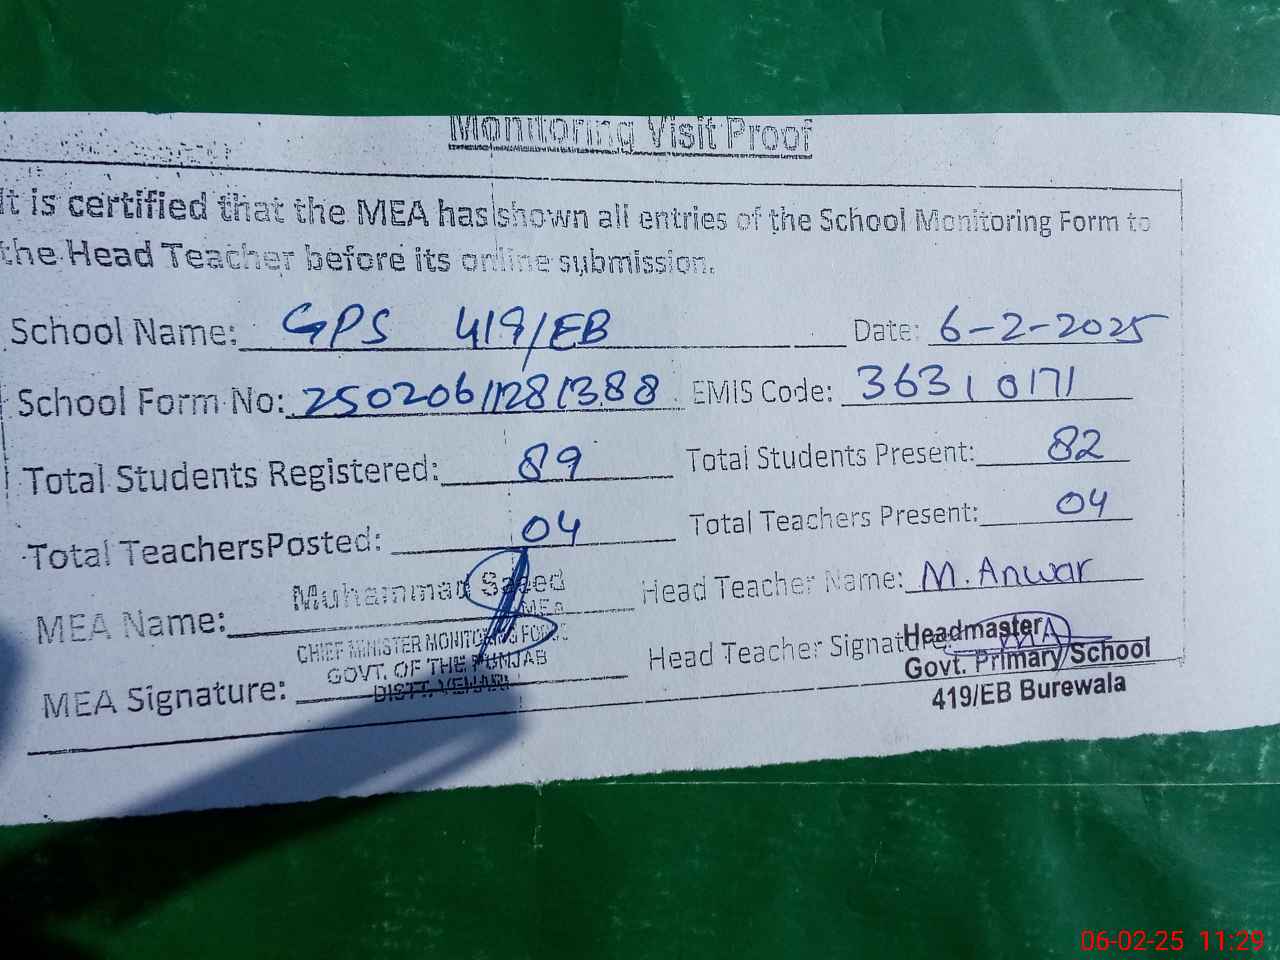 Monitoring Visit Proof
It is certified that the MEA has shown all entries of the School Monitoring Form to
the Head Teacher before its online submission.
School Name: GPS 419/EB Date: 6-2-2025
School Form No: EMIS Code: 36310171
Total Students Registered: 89 Total Students Present: 82
Total TeachersPosted: 04 Total Teachers Present: 04
MEA Name: Muhammad Saeed Head Teacher Name: M. Anwar
MEA
CHIEF MINISTER MONITORING FORCE
GOVT. OF THE PUNJAB
DISTT. VEHARI
MEA Signature: Head Teacher Signature
Headmaster
Govt. Primary School
419/EB Burewala
06-02-25 11:29